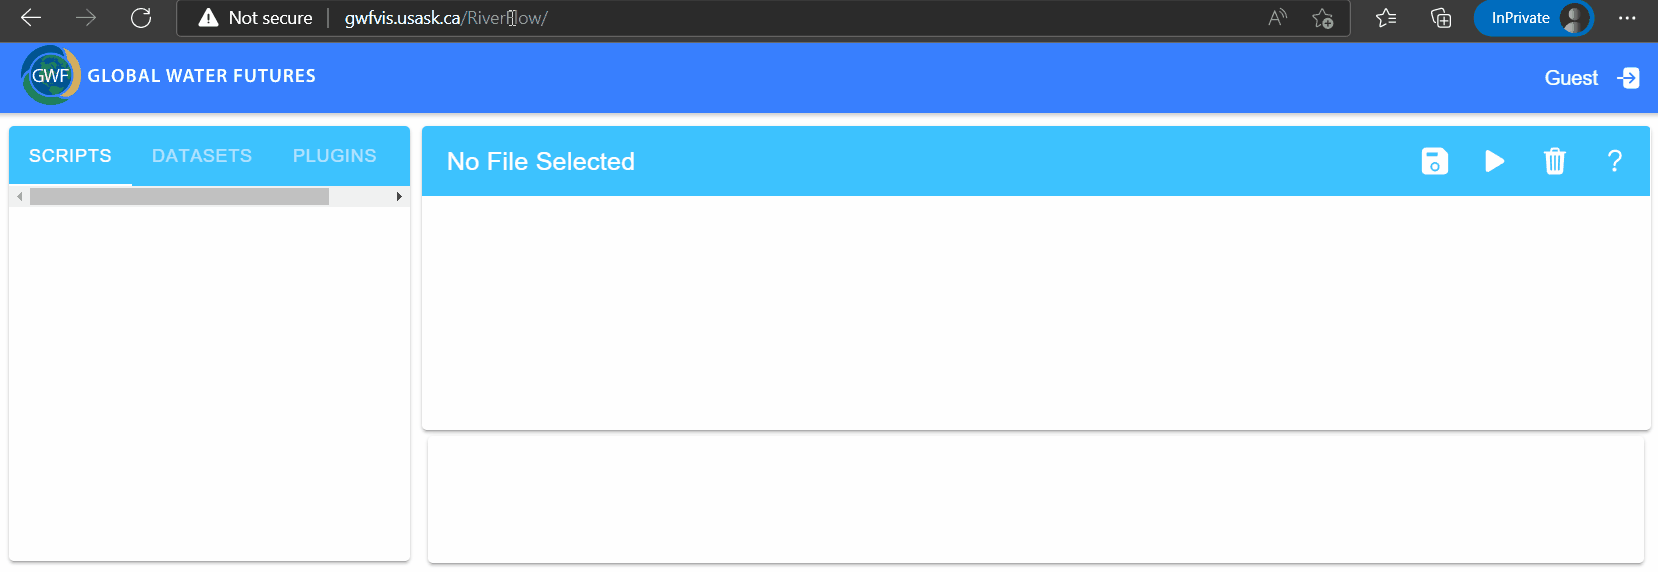 Not secure | gwfvis.usask.ca/Riverflow/
InPrivate
GWF GLOBAL WATER FUTURES
Guest
SCRIPTS DATASETS PLUGINS
No File Selected
?